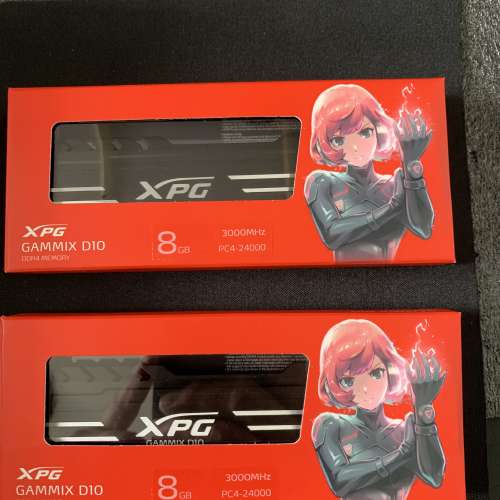 XPG
XPG
GAMMIX D10
DDR4 MEMORY
8GB
3000MHz
PC4-24000
XPG
GAMMIX D10
XPG
GAMMIX D10
8GB
3000MHz
PC4-24000